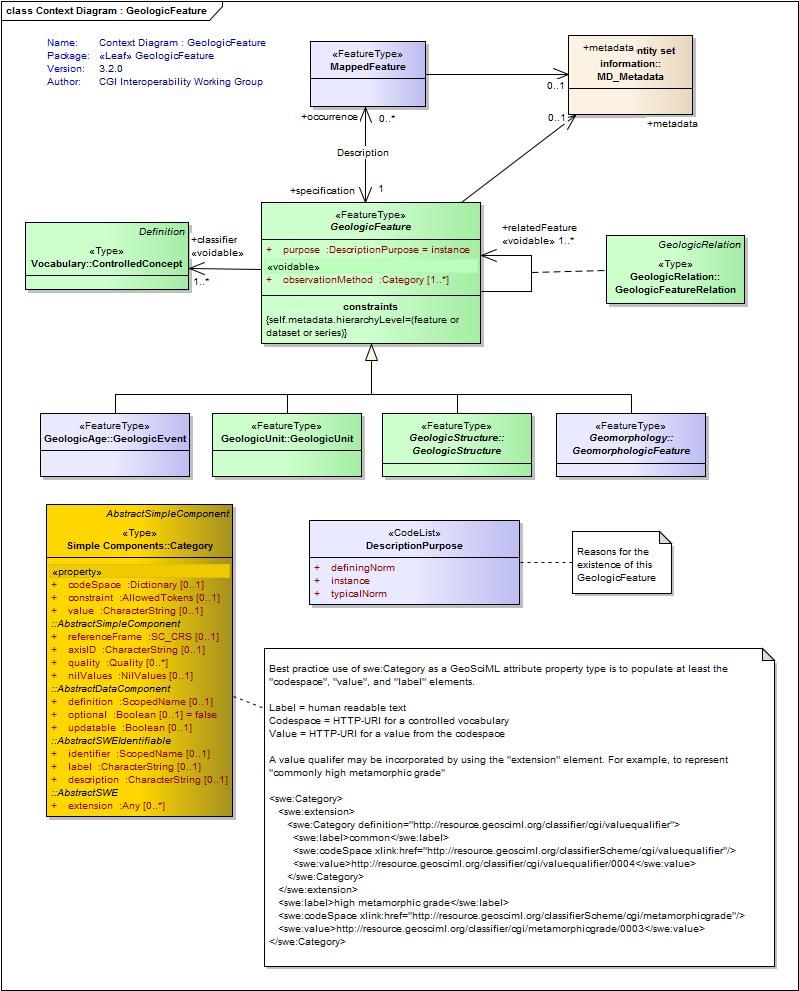 class Context Diagram : GeologicFeature
Name: Context Diagram : GeologicFeature
Package: «Leaf» GeologicFeature
Version: 3.2.0
Author: CGI Interoperability Working Group
«FeatureType»
MappedFeature
+metadata ntity set
information::
MD_Metadata
0..1
+occurrence
0..*
0..1
+metadata
Description
+specification
1
«FeatureType»
GeologicFeature
+ purpose :DescriptionPurpose = instance
«voidable»
+ observationMethod :Category [1..*]
constraints
{self.metadata.hierarchyLevel=(feature or
dataset or series)}
Definition
«Type»
Vocabulary::ControlledConcept
+classifier
«voidable»
1..*
+relatedFeature
«voidable» 1..*
GeologicRelation
«Type»
GeologicRelation::
GeologicFeatureRelation
«FeatureType»
GeologicAge::GeologicEvent
«FeatureType»
GeologicUnit::GeologicUnit
«FeatureType»
GeologicStructure::
GeologicStructure
«FeatureType»
Geomorphology::
GeomorphologicFeature
AbstractSimpleComponent
«Type»
Simple Components::Category
«property»
+ codeSpace :Dictionary [0..1]
+ constraint :AllowedTokens [0..1]
+ value :CharacterString [0..1]
::AbstractSimpleComponent
+ referenceFrame :SC_CRS [0..1]
+ axisID :CharacterString [0..1]
+ quality :Quality [0..*]
+ nilValues :NilValues [0..1]
::AbstractDataComponent
+ definition :ScopedName [0..1]
+ optional :Boolean [0..1] = false
+ updatable :Boolean [0..1]
::AbstractSWEIdentifiable
+ identifier :ScopedName [0..1]
+ label :CharacterString [0..1]
+ description :CharacterString [0..1]
::AbstractSWE
+ extension :Any [0..*]
«CodeList»
DescriptionPurpose
+ definingNorm
+ instance
+ typicalNorm
Reasons for the
existence of this
GeologicFeature
Best practice use of swe:Category as a GeoSciML attribute property type is to populate at least the
"codespace", "value", and "label" elements.
Label = human readable text
Codespace = HTTP-URI for a controlled vocabulary
Value = HTTP-URI for a value from the codespace
A value qualifer may be incorporated by using the "extension" element. For example, to represent
"commonly high metamorphic grade"
<swe:Category>
<swe:extension>
<swe:Category definition="http://resource.geosciml.org/classifier/cgi/valuequalifier">
<swe:label>common</swe:label>
<swe:codeSpace xlink:href="http://resource.geosciml.org/classifierScheme/cgi/valuequalifier"/>
<swe:value>http://resource.geosciml.org/classifier/cgi/valuequalifier/0004</swe:value>
</swe:Category>
</swe:extension>
<swe:label>high metamorphic grade</swe:label>
<swe:codeSpace xlink:href="http://resource.geosciml.org/classifierScheme/cgi/metamorphicgrade"/>
<swe:value>http://resource.geosciml.org/classifier/cgi/metamorphicgrade/0003</swe:value>
</swe:Category>